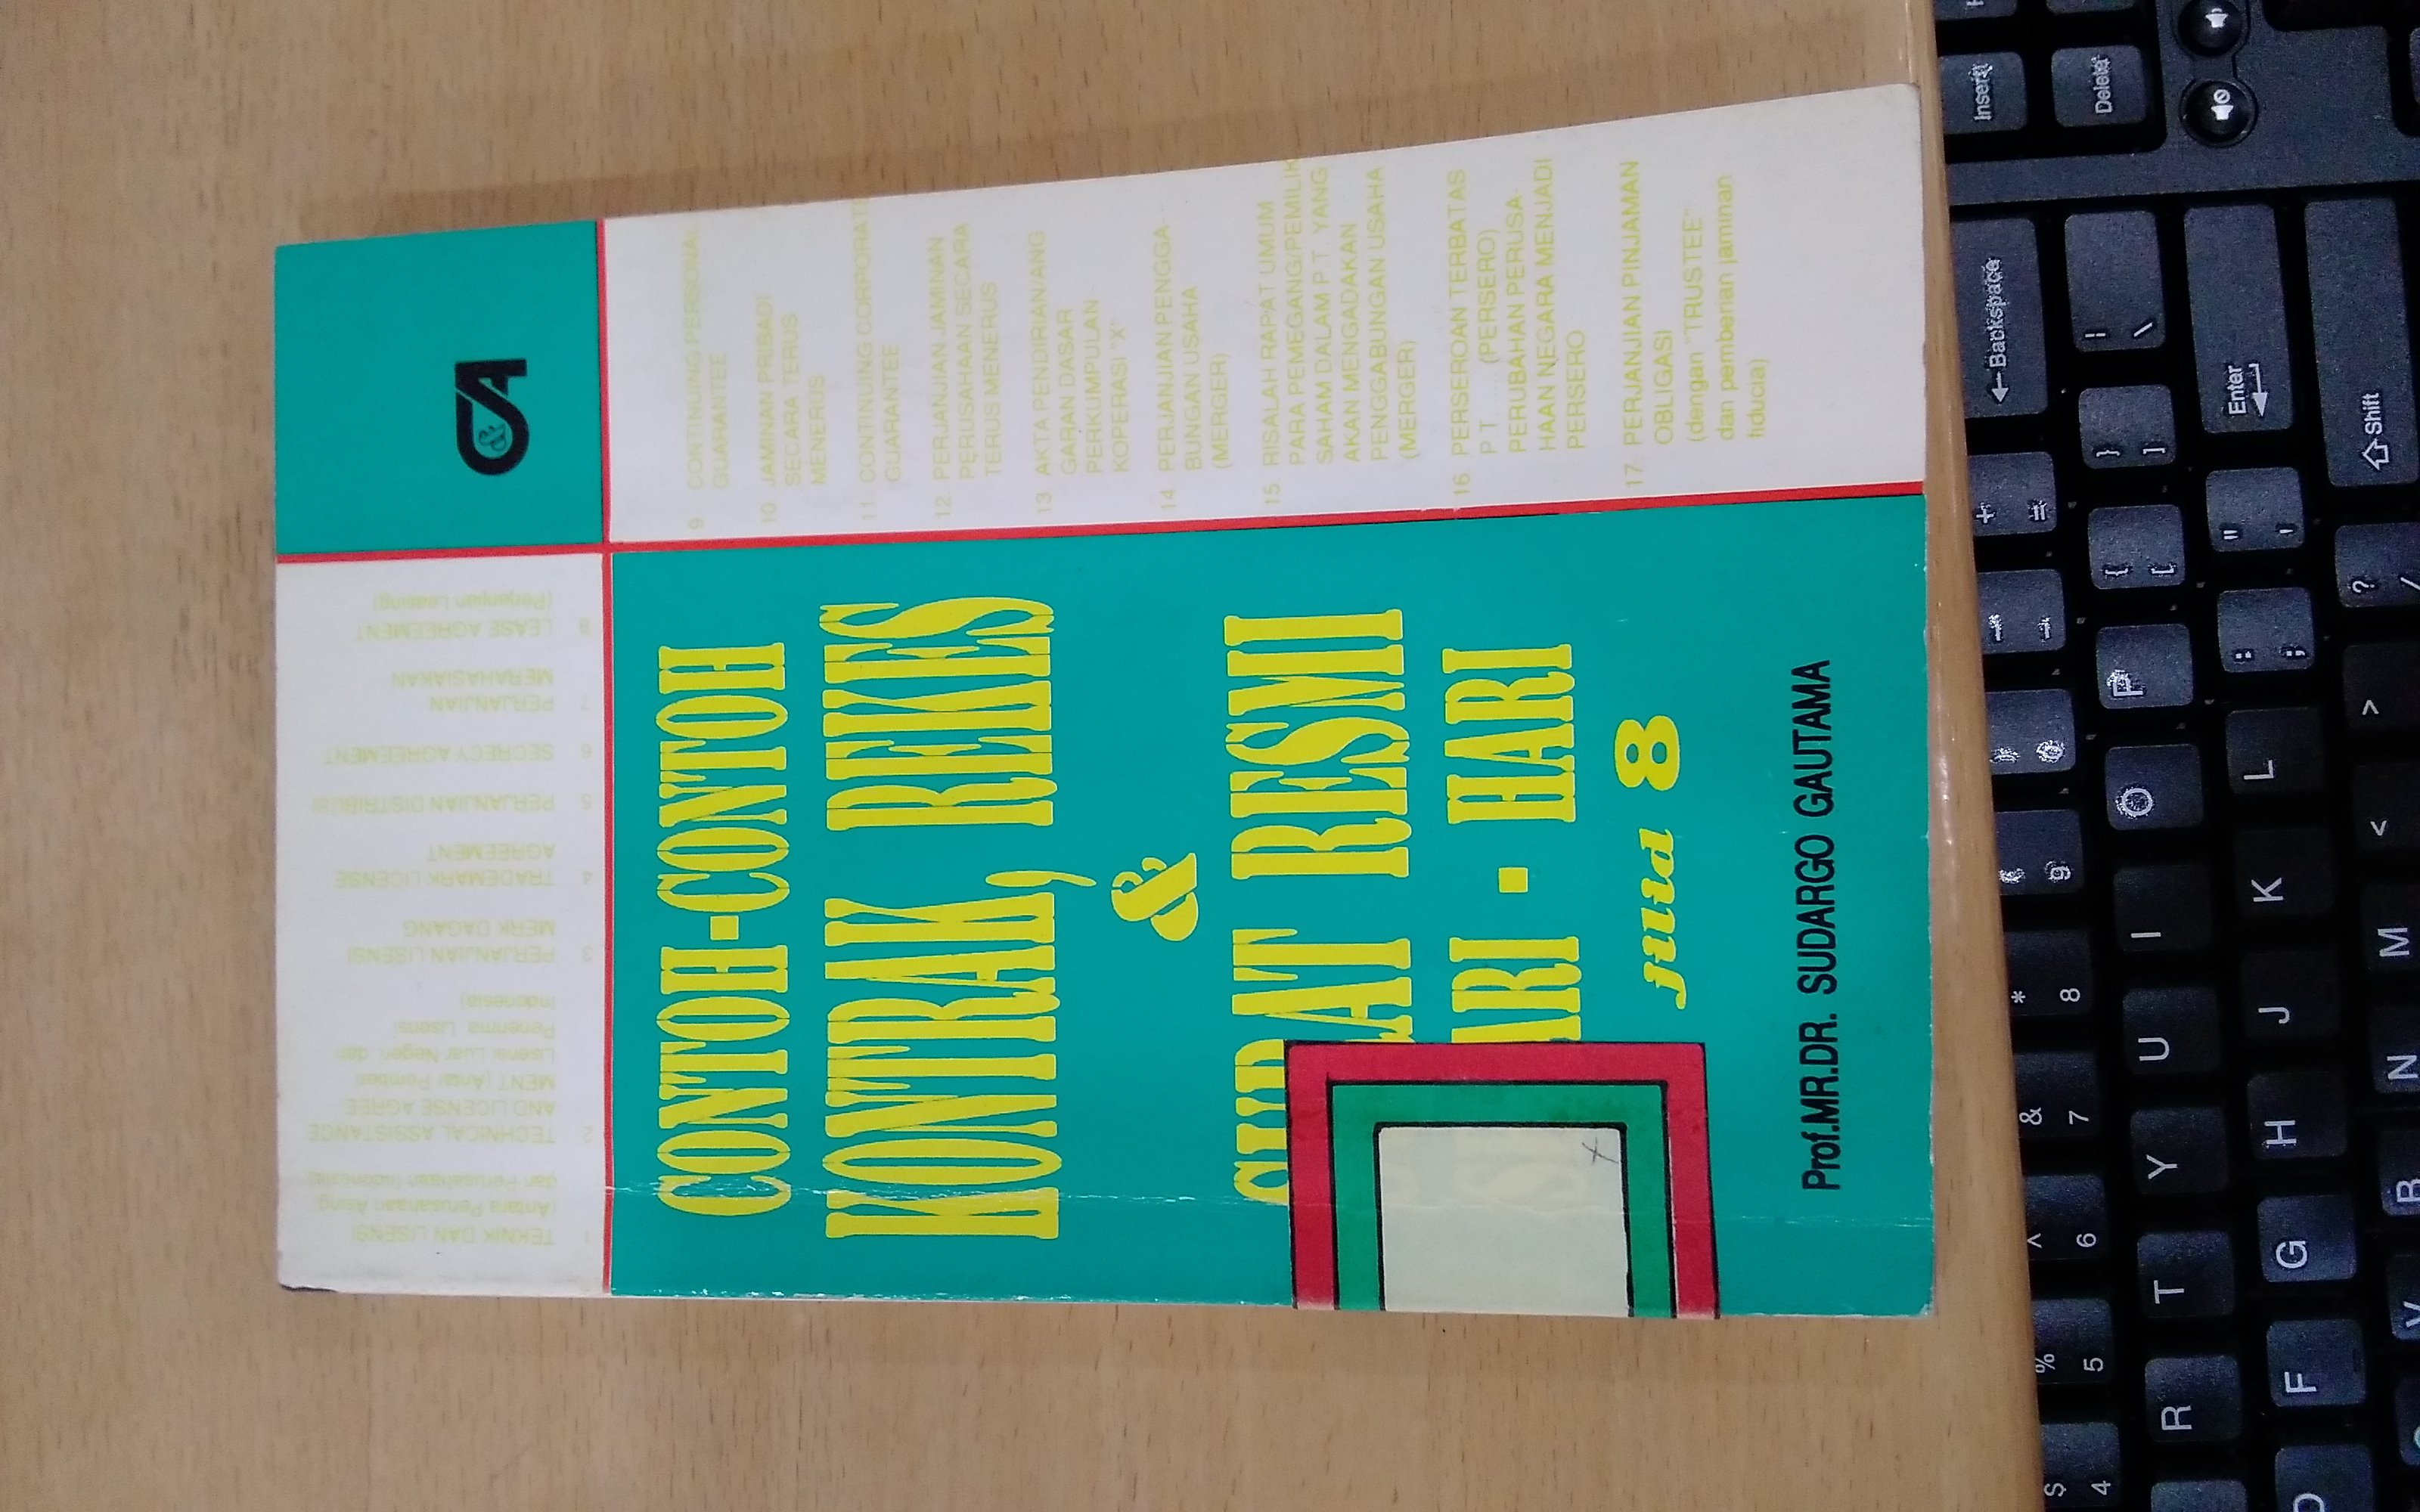 TEKNIK DAN LISENSI
(Antara Perusahaan Asing
dan Perusahaan Indonesia)
2 TECHNICAL ASSISTANCE
AND LICENSE AGREE
MENT (Antar Pemberi
Lisensi Luar Negeri dan
Penerima Lisensi
Indonesia)
3 PERJANJIAN LISENSI
MERK DAGANG
4 TRADEMARK LICENSE
AGREEMENT
5 PERJANJIAN DISTRIBUSI
6 SECRECY AGREEMENT
7 PERJANJIAN
MERAHASIAKAN
8 LEASE AGREEMENT
(Perjanjian Leasing)
&
CONTOH-CONTOH
KONTRAK, REKES
&
SURAT RESMI
ARI - HARI
jilid 8
Prof.MR.DR. SUDARGO GAUTAMA
9 CONTINUING PERSONAL
GUARANTEE
10 JAMINAN PRIBADI
SECARA TERUS
MENERUS
11 CONTINUING CORPORATE
GUARANTEE
12 PERJANJIAN JAMINAN
PERUSAHAAN SECARA
TERUS MENERUS
13 AKTA PENDIRIAN/ANG
GARAN DASAR
PERKUMPULAN
KOPERASI "X"
14 PERJANJIAN PENGGA
BUNGAN USAHA
(MERGER)
15 RISALAH RAPAT UMUM
PARA PEMEGANG/PEMILIK
SAHAM DALAM P T. YANG
AKAN MENGADAKAN
PENGGABUNGAN USAHA
(MERGER)
16 PERSEROAN TERBATAS
P T ..... (PERSERO)
PERUBAHAN PERUSA
HAAN NEGARA MENJADI
PERSERO
17 PERJANJIAN PINJAMAN
OBLIGASI
(dengan "TRUSTEE"
dan pemberian jaminan
fiducia)
Insert
Delete
Backspace
| \
Enter
Shift
+ =
} ]
{ [
" '
: ;
? /
P
O
I
U
Y
T
R
L
K
J
H
G
F
>
<
M
N
B
V
* 8
& 7
^ 6
% 5
$ 4